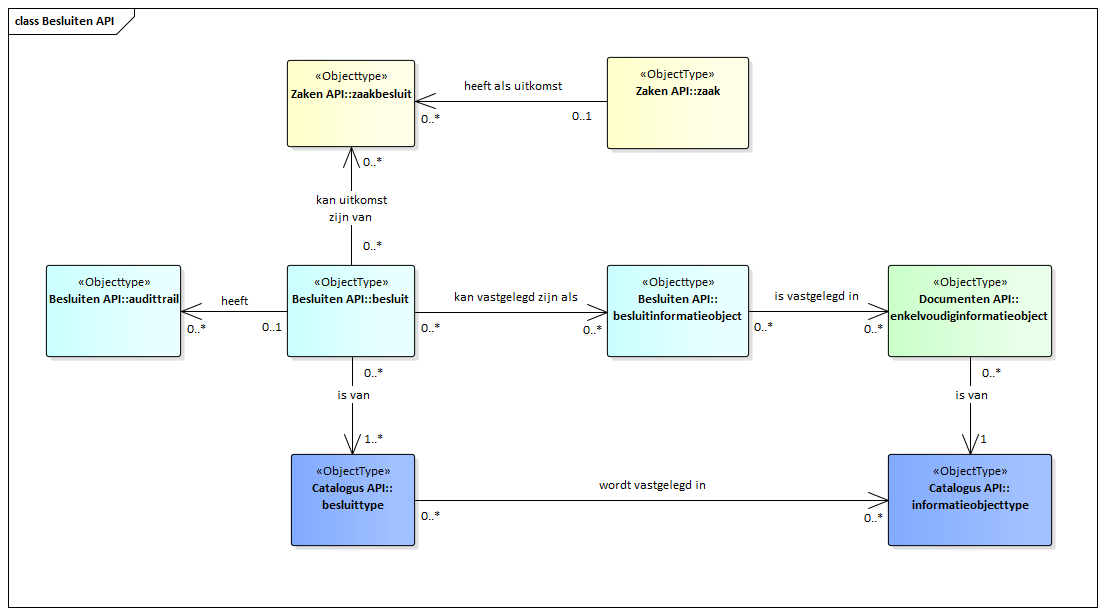 class Besluiten API
«Objecttype»
Zaken API::zaakbesluit
heeft als uitkomst
0..*
0..1
«ObjectType»
Zaken API::zaak
0..*
kan uitkomst
zijn van
0..*
«Objecttype»
Besluiten API::audittrail
heeft
0..*
0..1
«ObjectType»
Besluiten API::besluit
kan vastgelegd zijn als
0..*
0..*
«Objecttype»
Besluiten API::
besluitinformatieobject
is vastgelegd in
0..*
0..*
«ObjectType»
Documenten API::
enkelvoudiginformatieobject
0..*
is van
1..*
0..*
is van
1
«ObjectType»
Catalogus API::
besluittype
wordt vastgelegd in
0..*
0..*
«ObjectType»
Catalogus API::
informatieobjecttype